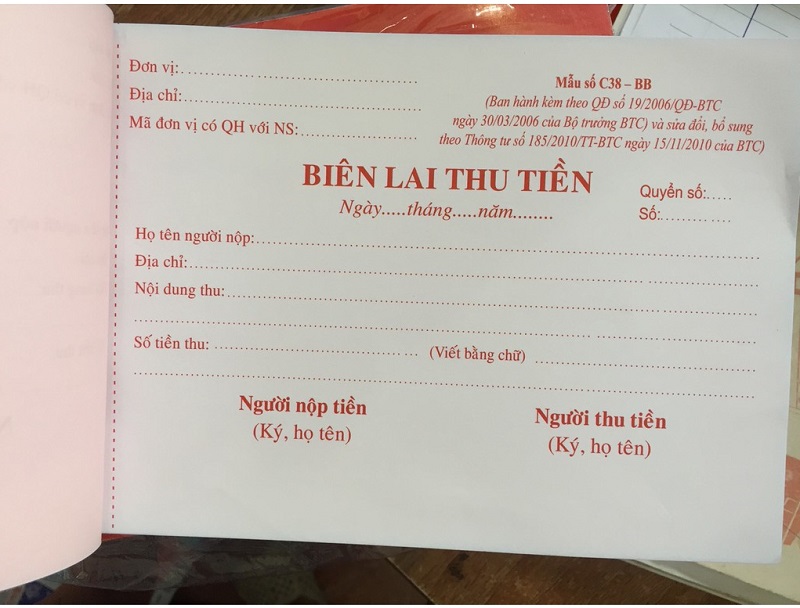 Đơn vị:
Địa chỉ:
Mã đơn vị có QH với NS:
Mẫu số C38 – BB
(Ban hành kèm theo QĐ số 19/2006/QĐ-BTC
ngày 30/03/2006 của Bộ trưởng BTC) và sửa đổi, bổ sung
theo Thông tư số 185/2010/TT-BTC ngày 15/11/2010 của BTC)
BIÊN LAI THU TIỀN
Ngày.....tháng.....năm........
Quyển số:.....
Số:.............
Họ tên người nộp:
Địa chỉ:
Nội dung thu:
Số tiền thu: (Viết bằng chữ)
Người nộp tiền
(Ký, họ tên)
Người thu tiền
(Ký, họ tên)